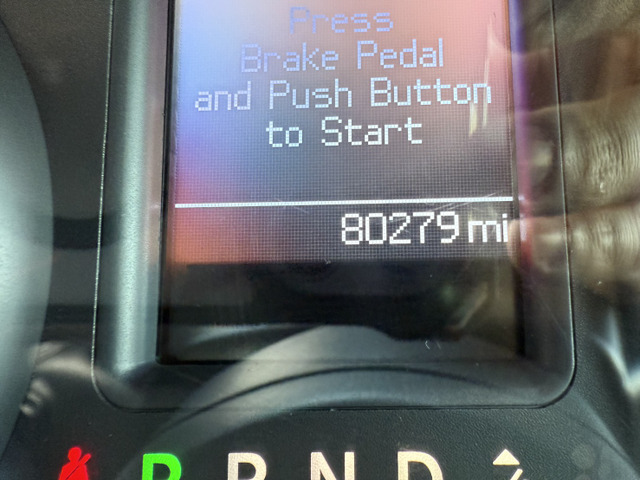 Press
Brake Pedal
and Push Button
to Start
80279 mi
P R N D